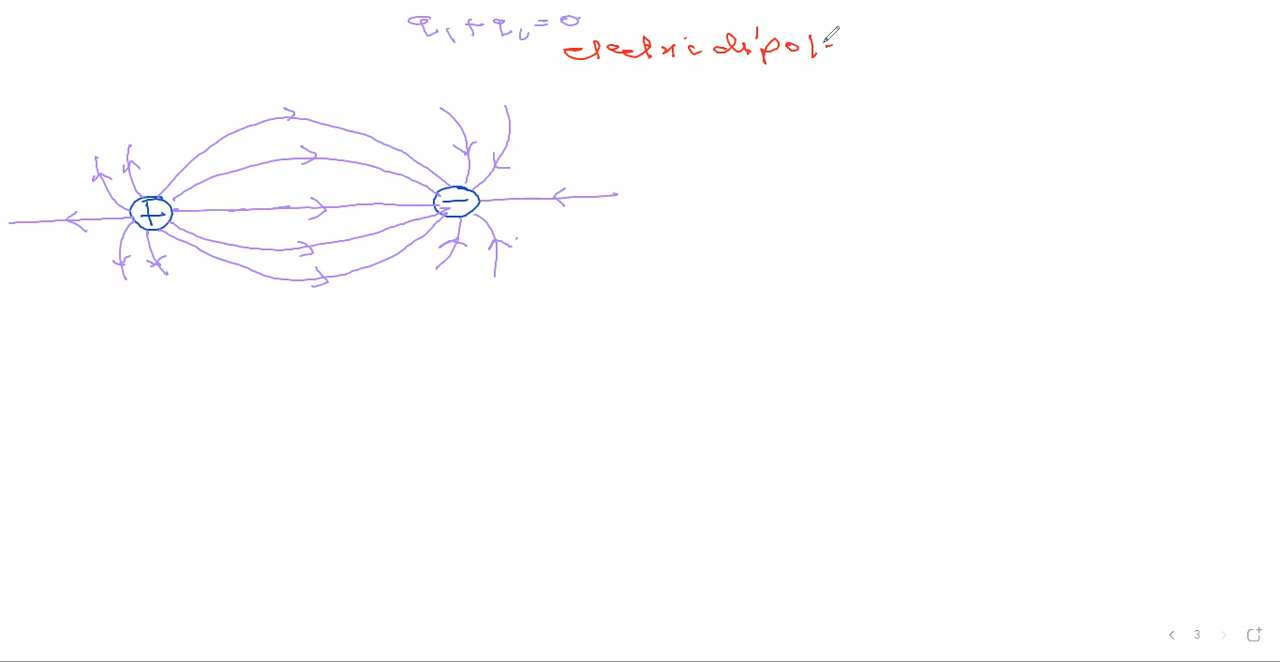 q₁ + q₂ = 0
electric dipole
+
−
3